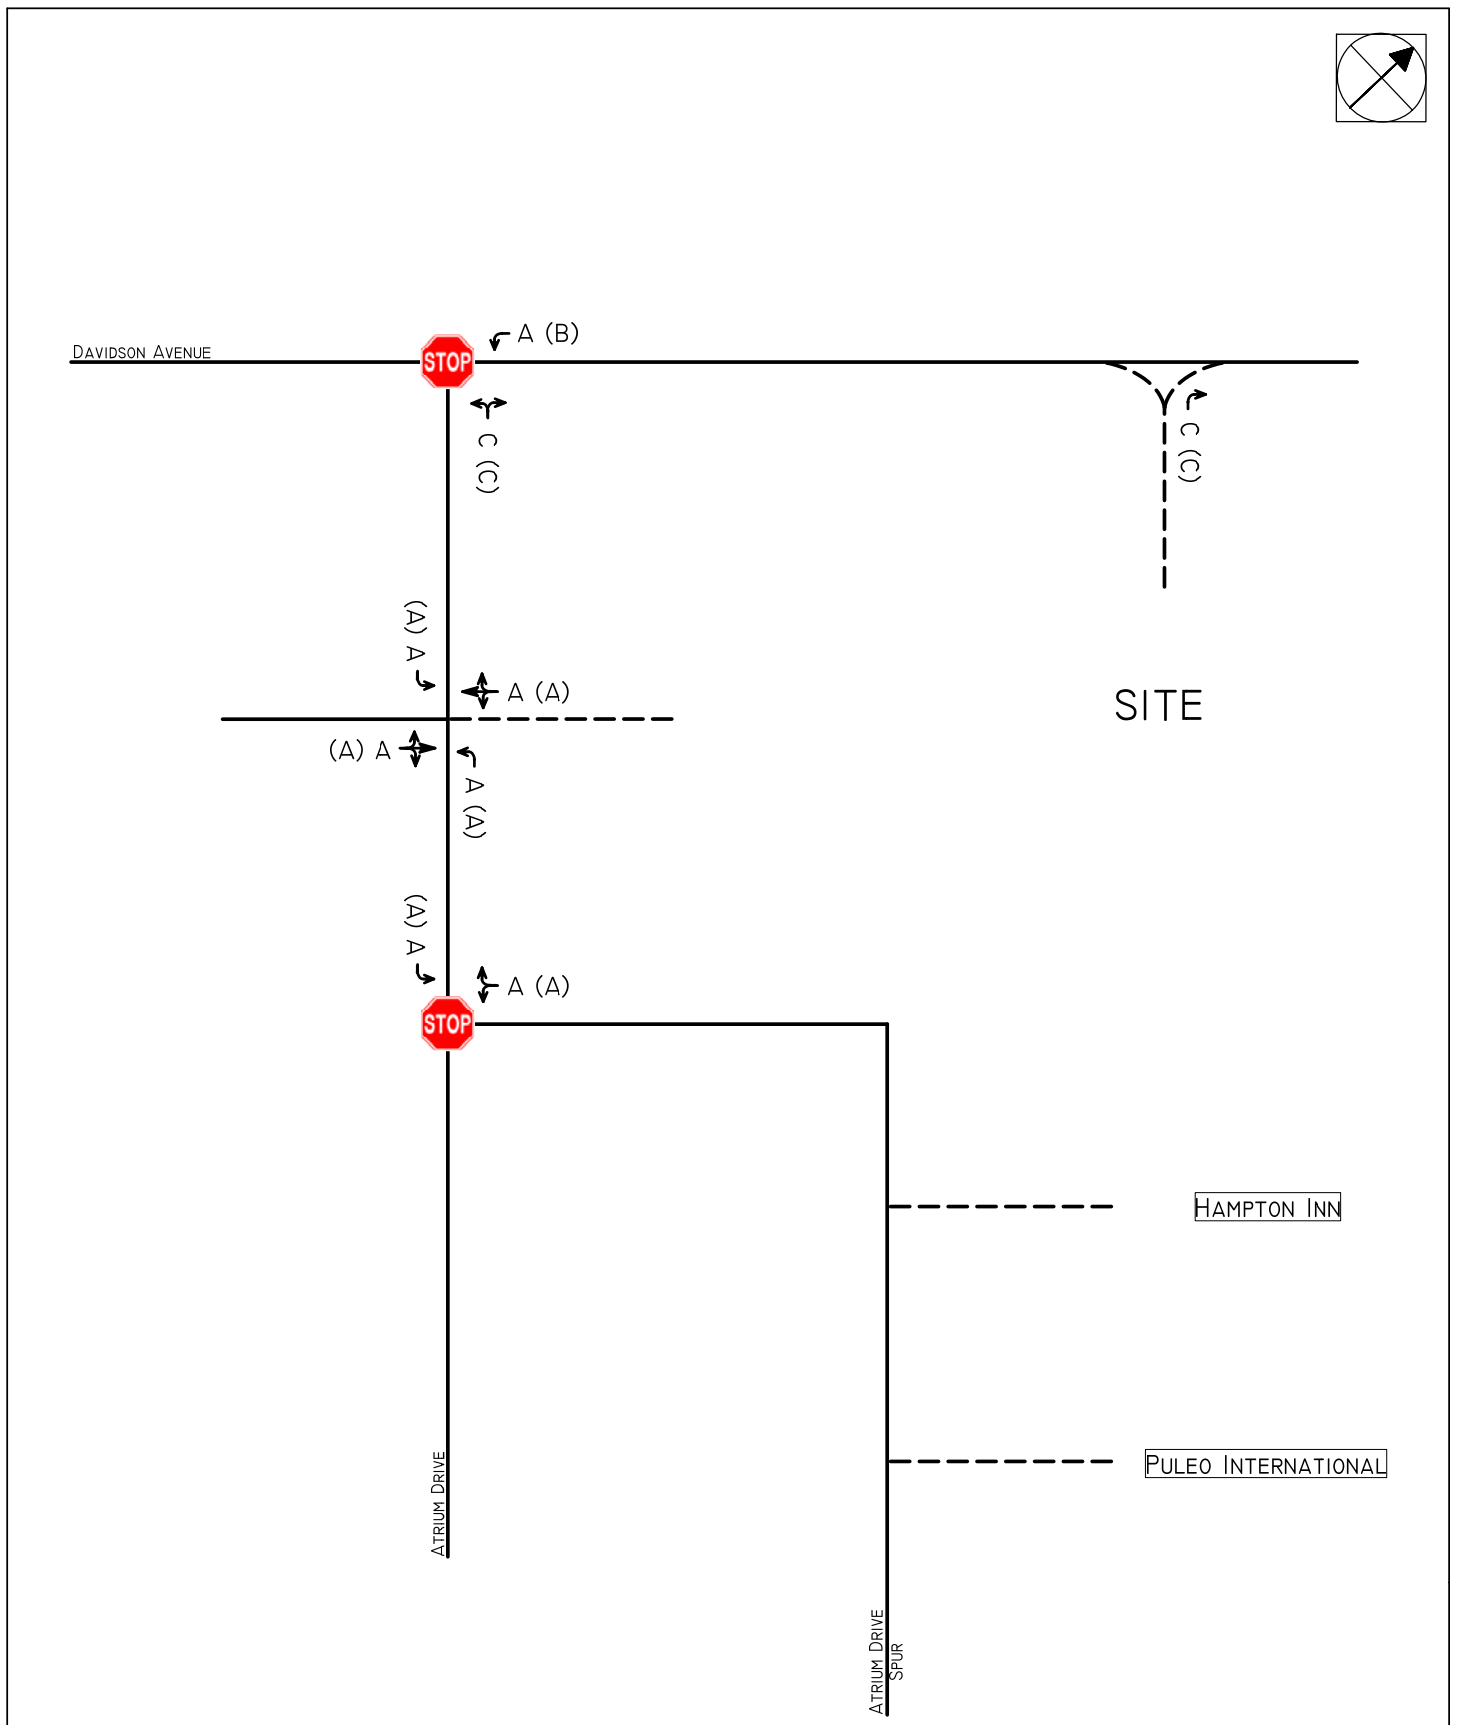 A (B)
DAVIDSON AVENUE
STOP
C (C)
C (C)
(A) A
A (A)
SITE
(A) A
A (A)
(A) A
A (A)
STOP
HAMPTON INN
PULEO INTERNATIONAL
ATRIUM DRIVE
ATRIUM DRIVE
SPUR